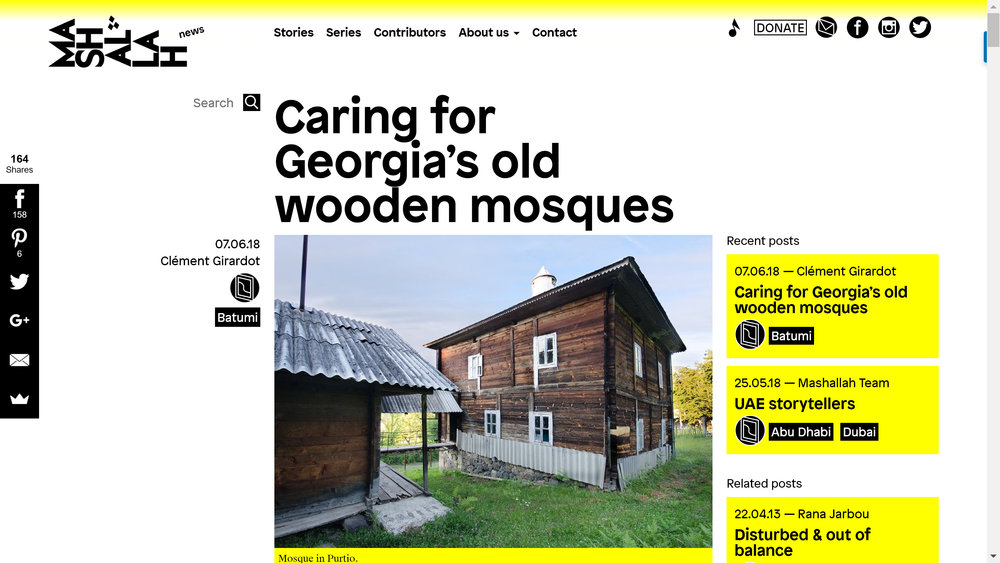 MA
SH
AL
LAH
news
Stories Series Contributors About us Contact
DONATE
Search
Caring for
Georgia’s old
wooden mosques
164
Shares
158
6
07.06.18
Clément Girardot
Batumi
Mosque in Purtio.
Recent posts
07.06.18 — Clément Girardot
Caring for Georgia’s old
wooden mosques
Batumi
25.05.18 — Mashallah Team
UAE storytellers
Abu Dhabi Dubai
Related posts
22.04.13 — Rana Jarbou
Disturbed & out of
balance